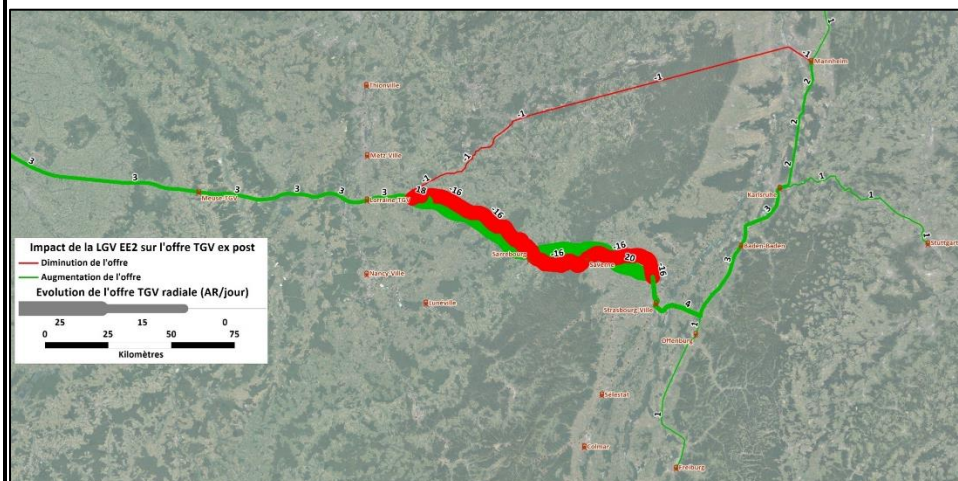 1
-1
Mannheim
Thionville
-1
2
-1
2
Metz-Ville
3
-1
2
3
-1
Karlsruhe
1
1
3
3
3
3
18
-16
Meuse-TGV
Lorraine-TGV
-16
3
1
Baden-Baden
Stuttgart
-16
-16
Sarrebourg
Saverne
20
-16
3
Impact de la LGV EE2 sur l'offre TGV ex post
Diminution de l'offre
Augmentation de l'offre
Evolution de l'offre TGV radiale (AR/jour)
25 15 0
0 25 50 75
Kilomètres
Nancy-Ville
Lunéville
Strasbourg-Ville
4
1
Offenburg
Sélestat
1
Colmar
Freiburg